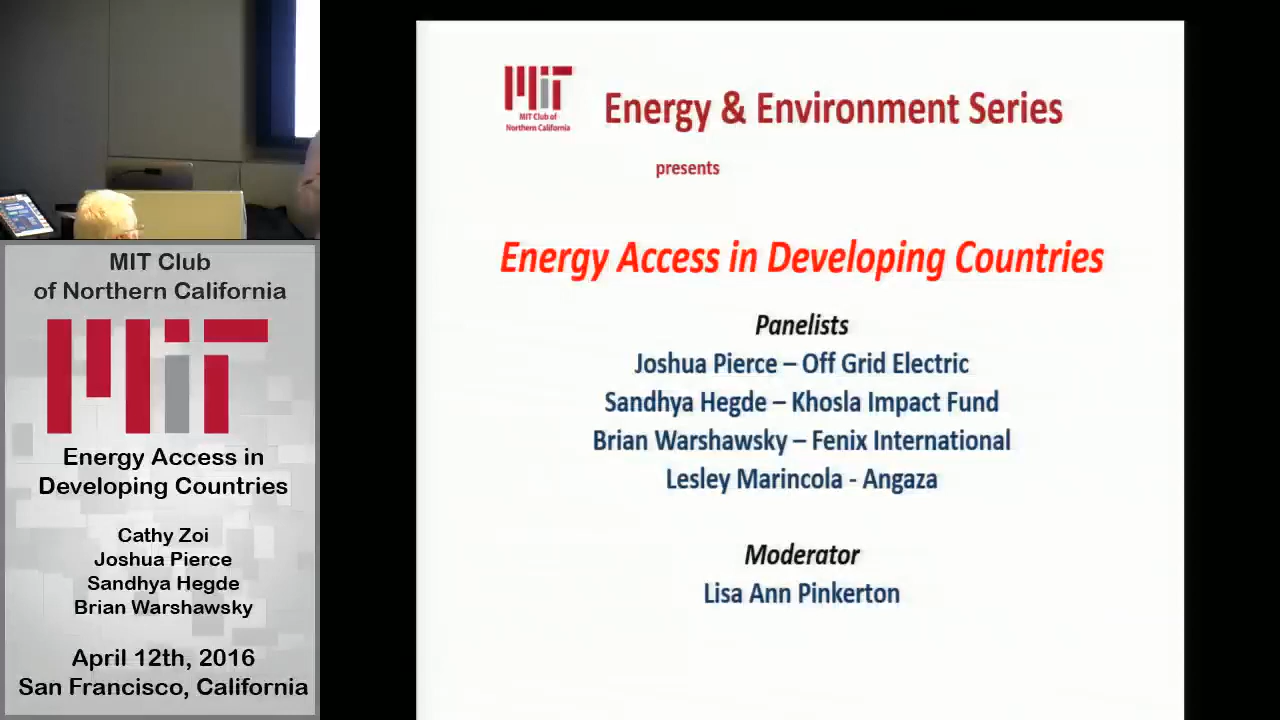 MIT Club
of Northern California
MIT
Energy Access in
Developing Countries
Cathy Zoi
Joshua Pierce
Sandhya Hegde
Brian Warshawsky
April 12th, 2016
San Francisco, California
MIT
MIT Club of
Northern California
Energy & Environment Series
presents
Energy Access in Developing Countries
Panelists
Joshua Pierce – Off Grid Electric
Sandhya Hegde – Khosla Impact Fund
Brian Warshawsky – Fenix International
Lesley Marincola - Angaza
Moderator
Lisa Ann Pinkerton